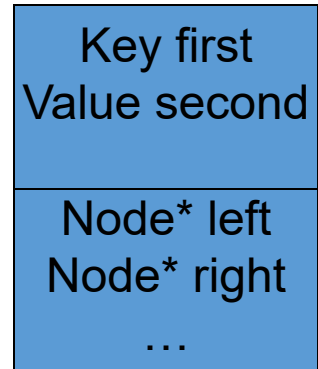 Key first
Value second
Node* left
Node* right
…